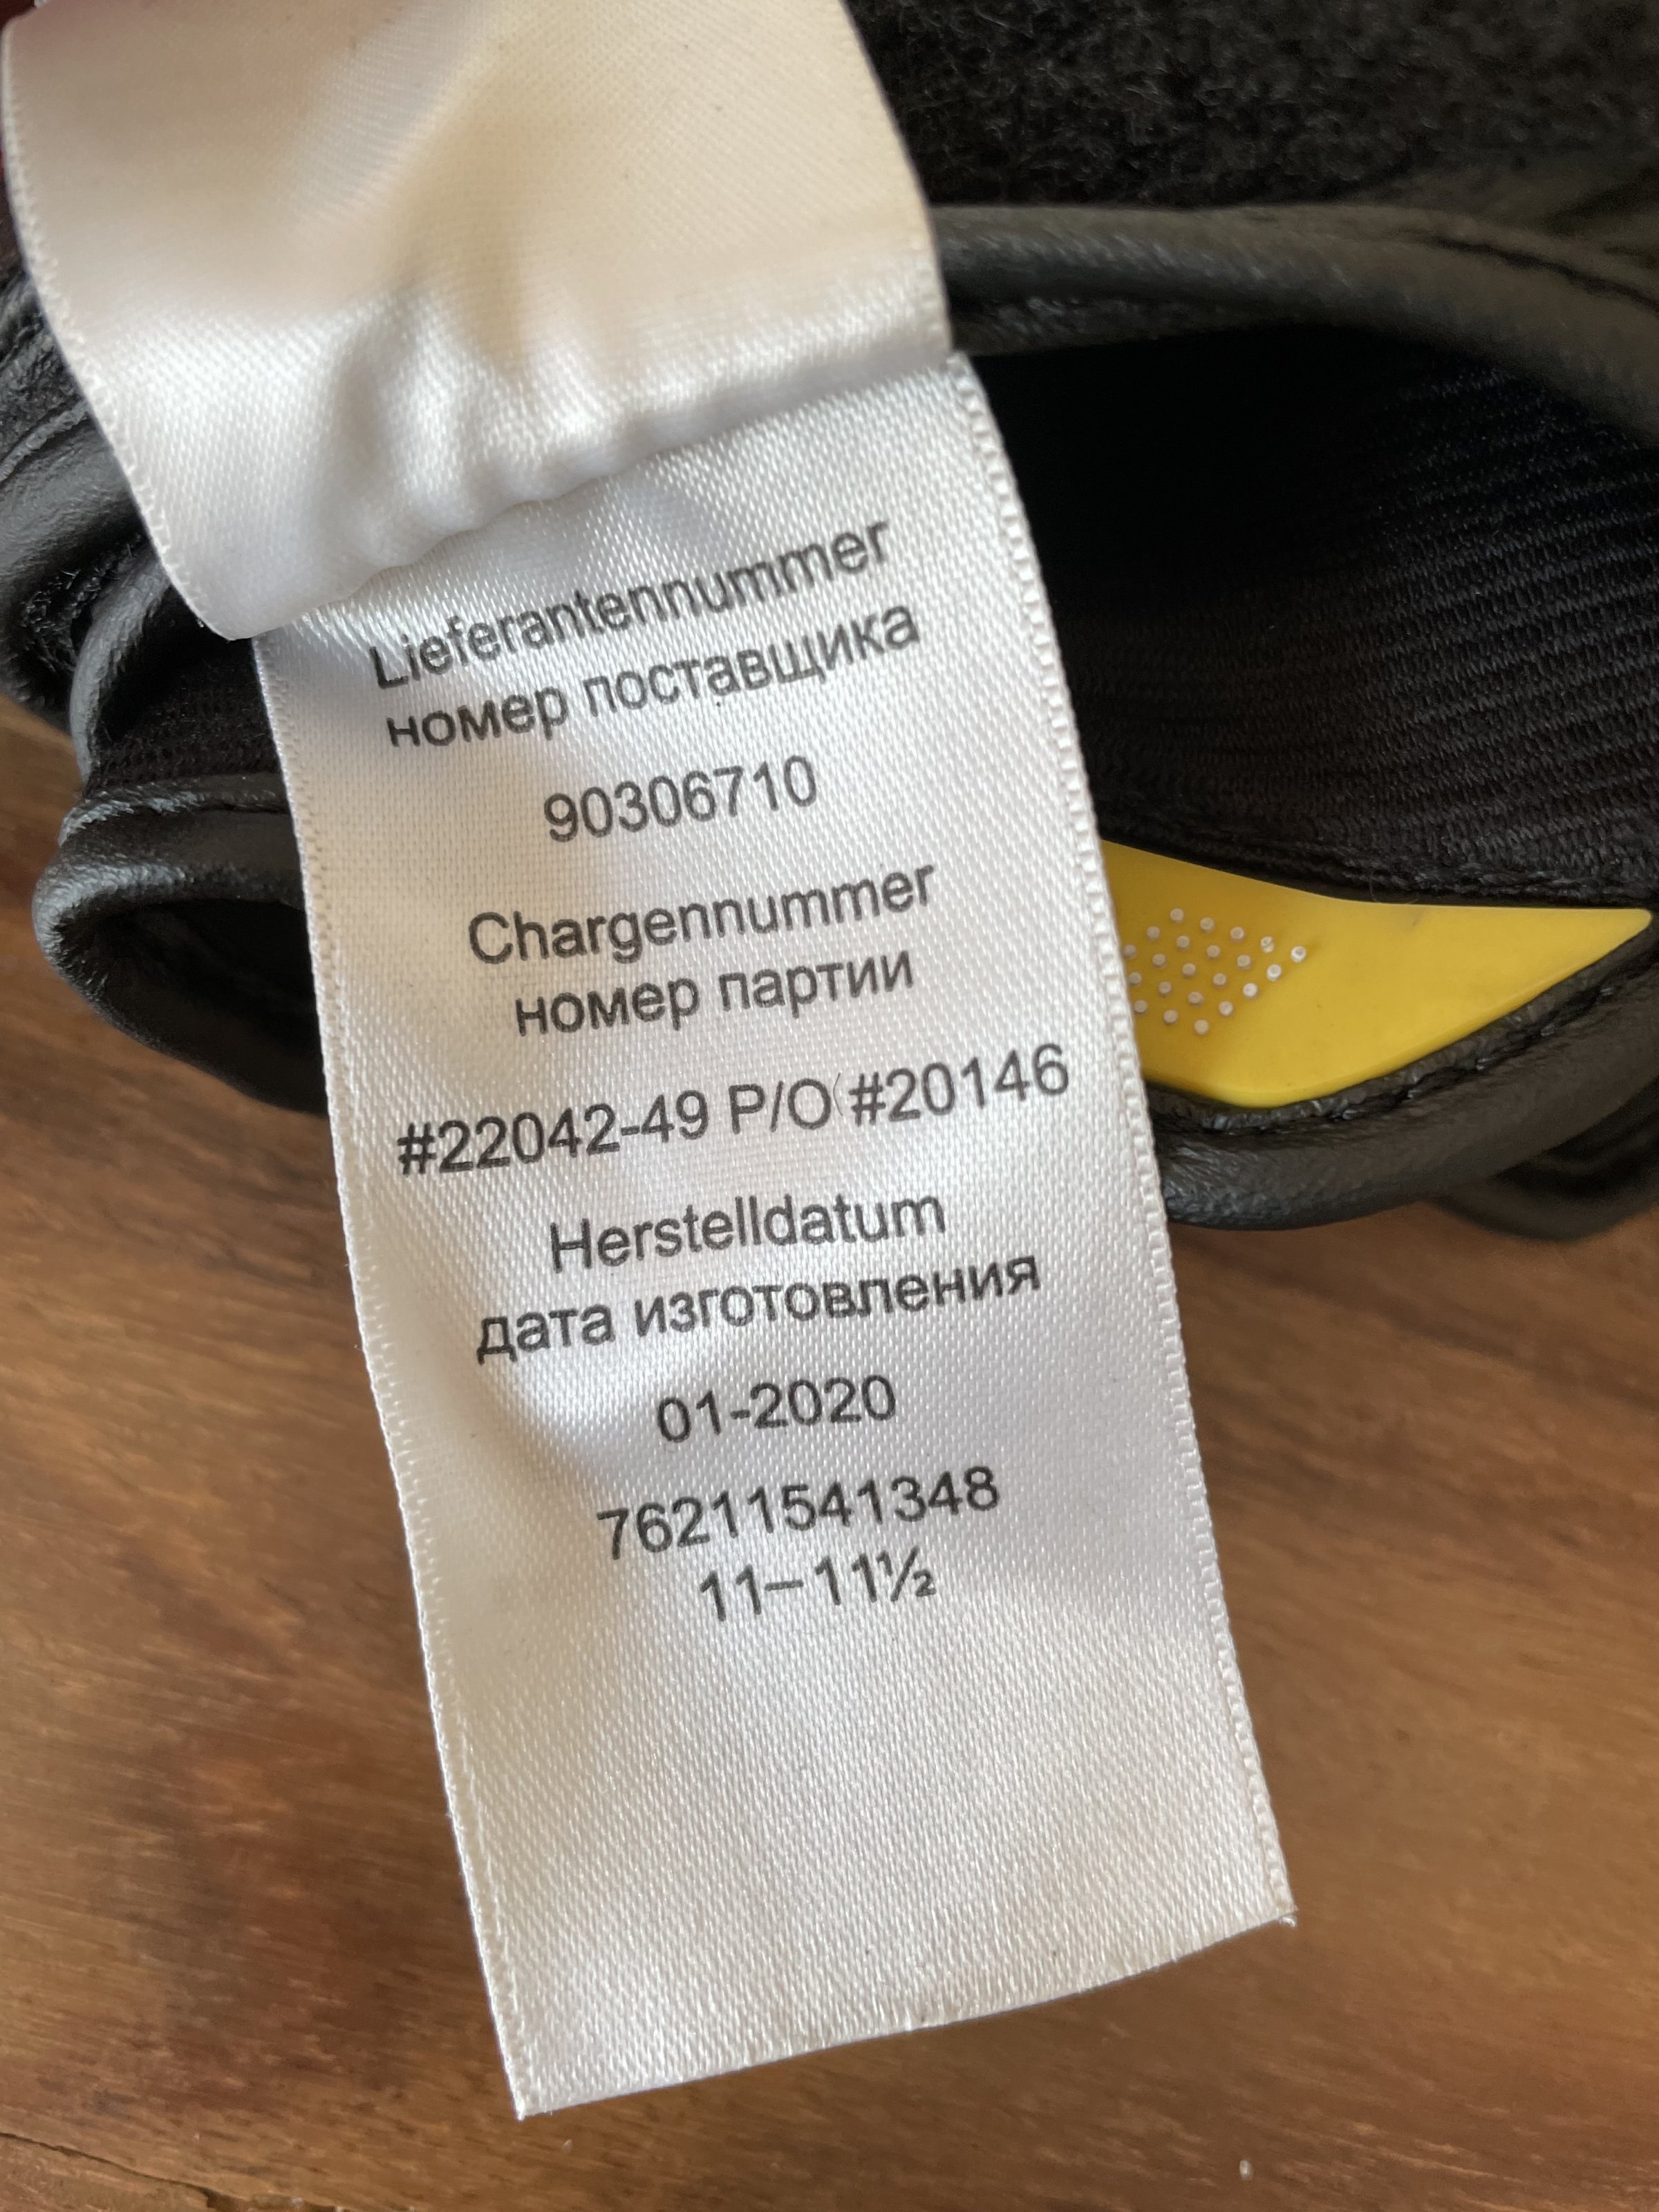 Lieferantennummer
номер поставщика
90306710
Chargennummer
номер партии
#22042-49 P/O #20146
Herstelldatum
дата изготовления
01-2020
76211541348
11–11½